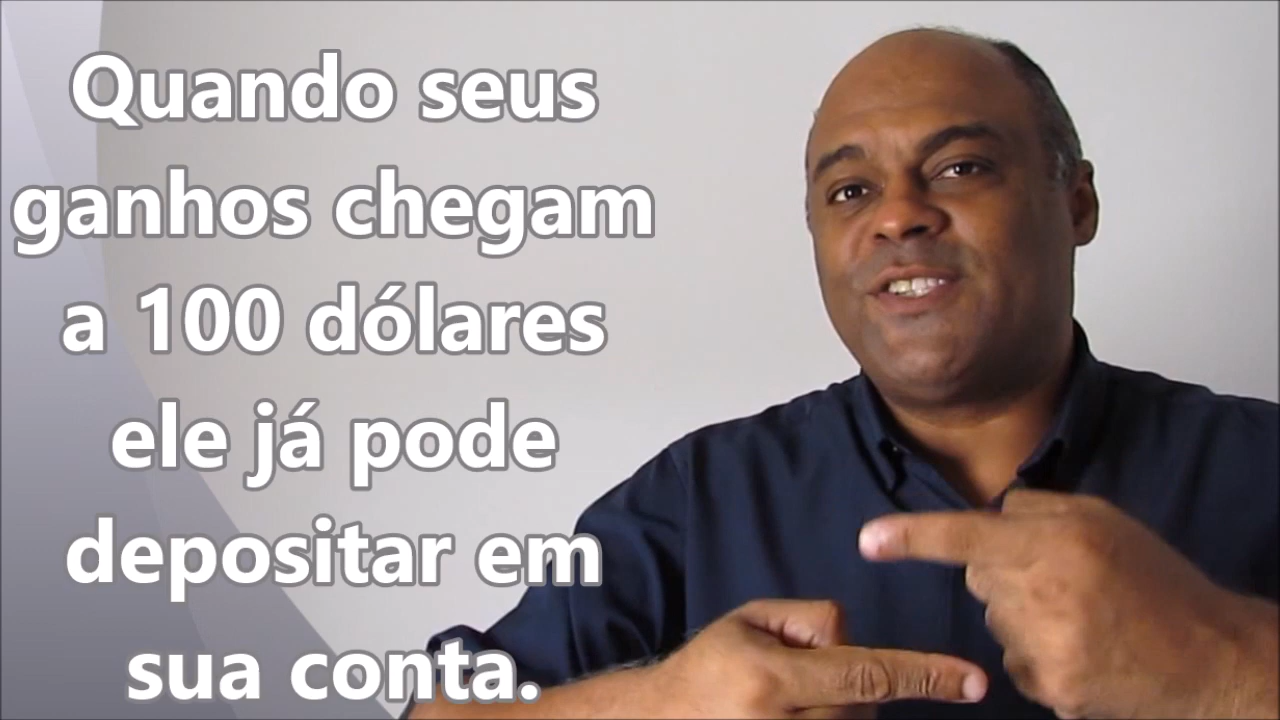 Quando seus
ganhos chegam
a 100 dólares
ele já pode
depositar em
sua conta.